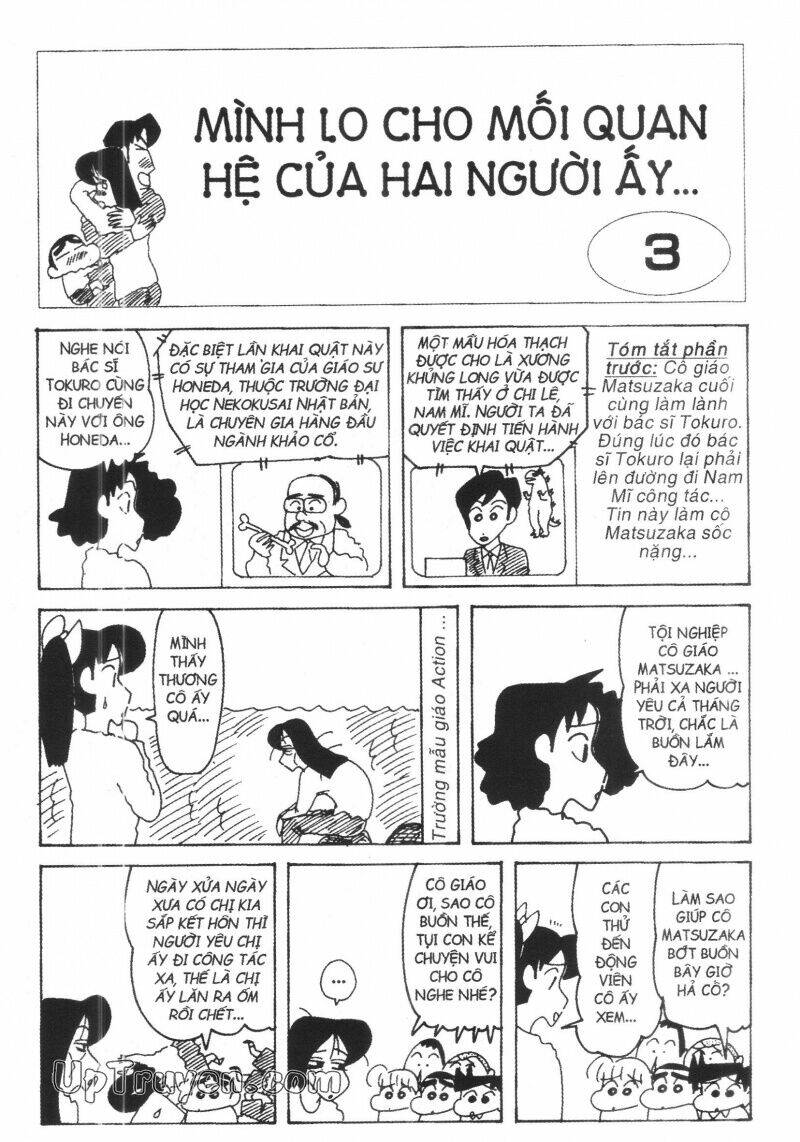 MÌNH LO CHO MỐI QUAN
HỆ CỦA HAI NGƯỜI ẤY...
3
Tóm tắt phần
trước: Cô giáo
Matsuzaka cuối
cùng làm lành
với bác sĩ Tokuro.
Đúng lúc đó bác
sĩ Tokuro lại phải
lên đường đi Nam
Mĩ công tác...
Tin này làm cô
Matsuzaka sốc
nặng...
MỘT MẨU HÓA THẠCH
ĐƯỢC CHO LÀ XƯƠNG
KHỦNG LONG VỪA ĐƯỢC
TÌM THẤY Ở CHI LÊ,
NAM MĨ. NGƯỜI TA ĐÃ
QUYẾT ĐỊNH TIẾN HÀNH
VIỆC KHAI QUẬT...
ĐẶC BIỆT LẦN KHAI QUẬT NÀY
CÓ SỰ THAM GIA CỦA GIÁO SƯ
HONEDA, THUỘC TRƯỜNG ĐẠI
HỌC NEKOKUSAI NHẬT BẢN,
LÀ CHUYÊN GIA HÀNG ĐẦU
NGÀNH KHẢO CỔ.
NGHE NÓI
BÁC SĨ
TOKURO CŨNG
ĐI CHUYẾN
NÀY VỚI ÔNG
HONEDA...
TỘI NGHIỆP
CÔ GIÁO
MATSUZAKA ...
PHẢI XA NGƯỜI
YÊU CẢ THÁNG
TRỜI, CHẮC LÀ
BUỒN LẮM
ĐÂY...
Trường mẫu giáo Action ...
MÌNH
THẤY
THƯƠNG
CÔ ẤY
QUÁ...
LÀM SAO
GIÚP CÔ
MATSUZAKA
BỚT BUỒN
BÂY GIỜ
HẢ CÔ?
CÁC
CON
THỬ
ĐẾN
ĐỘNG
VIÊN
CÔ ẤY
XEM...
CÔ GIÁO
ƠI, SAO CÔ
BUỒN THẾ,
TỤI CON KỂ
CHUYỆN VUI
CHO CÔ
NGHE NHÉ?
...
NGÀY XỬA NGÀY
XƯA CÓ CHỊ KIA
SẮP KẾT HÔN THÌ
NGƯỜI YÊU CHỊ
ẤY ĐI CÔNG TÁC
XA, THẾ LÀ CHỊ
ẤY LĂN RA ỐM
RỒI CHẾT...
UpTruyen.com